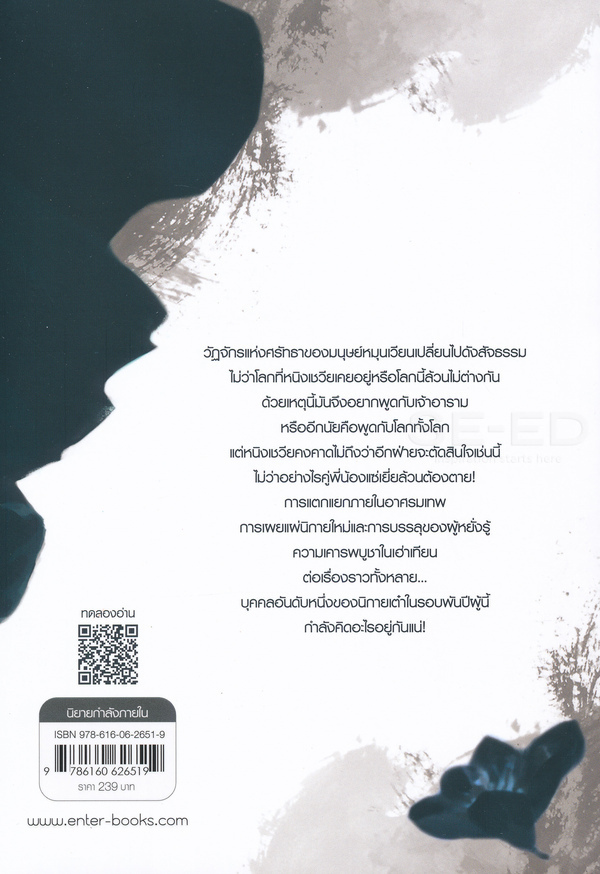 วัฏจักรแห่งศรัทธาของมนุษย์หมุนเวียนเปลี่ยนไปดังสัจธรรม
ไม่ว่าโลกที่หนิงเชวียเคยอยู่หรือโลกนี้ล้วนไม่ต่างกัน
ด้วยเหตุนี้มันจึงอยากพูดกับเจ้าอาราม
หรืออีกนัยคือพูดกับโลกทั้งโลก
แต่หนิงเชวียคงคาดไม่ถึงว่าอีกฝ่ายจะตัดสินใจเช่นนี้
ไม่ว่าอย่างไรคู่พี่น้องแซ่เยี่ยล้วนต้องตาย!
การแตกแยกภายในอาศรมเทพ
การเผยแผ่นิกายใหม่และการบรรลุของผู้หยั่งรู้
ความเคารพบูชาในเฮ่าเทียน
ต่อเรื่องราวทั้งหลาย...
บุคคลอันดับหนึ่งของนิกายเต๋าในรอบพันปีผู้นี้
กำลังคิดอะไรอยู่กันแน่!
SE-ED
ทดลองอ่าน
นิยายกำลังภายใน
ISBN 978-616-06-2651-9
9 786160 626519
ราคา 239 บาท
www.enter-books.com